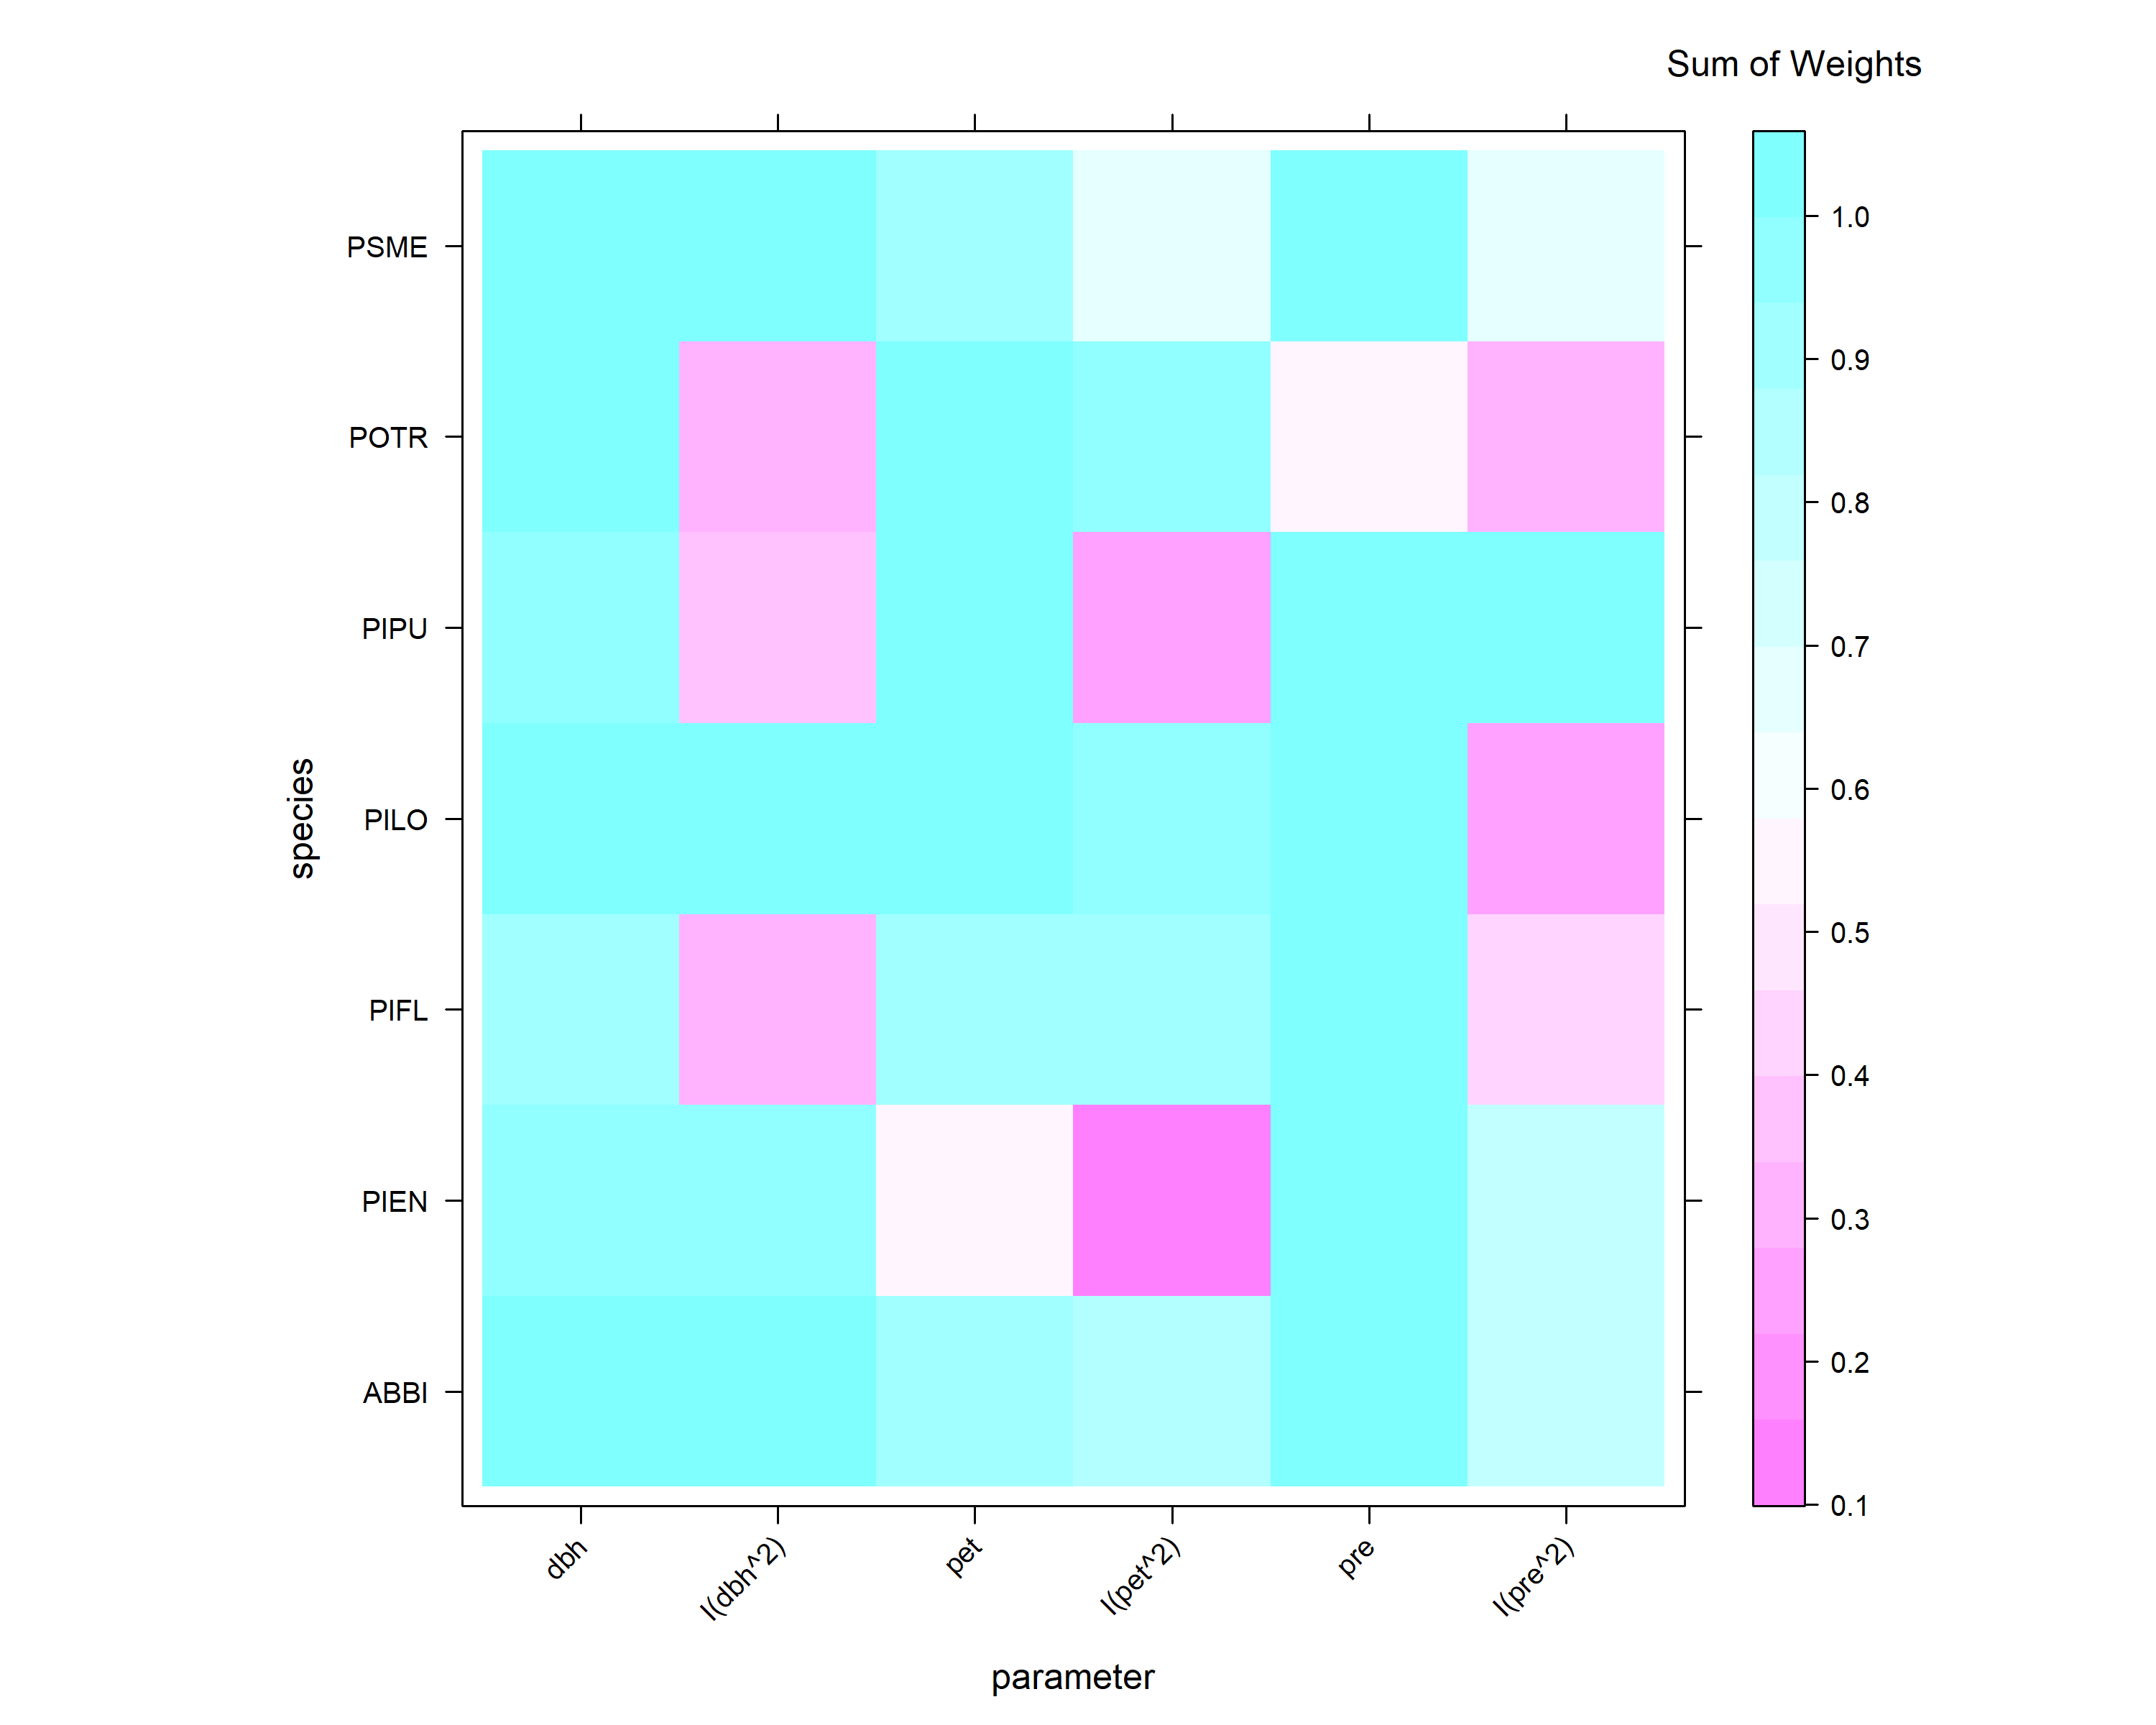 Sum of Weights
PSME
POTR
PIPU
PILO
PIFL
PIEN
ABBI
species
1.0
0.9
0.8
0.7
0.6
0.5
0.4
0.3
0.2
0.1
dbh
I(dbh^2)
pet
I(pet^2)
pre
I(pre^2)
parameter